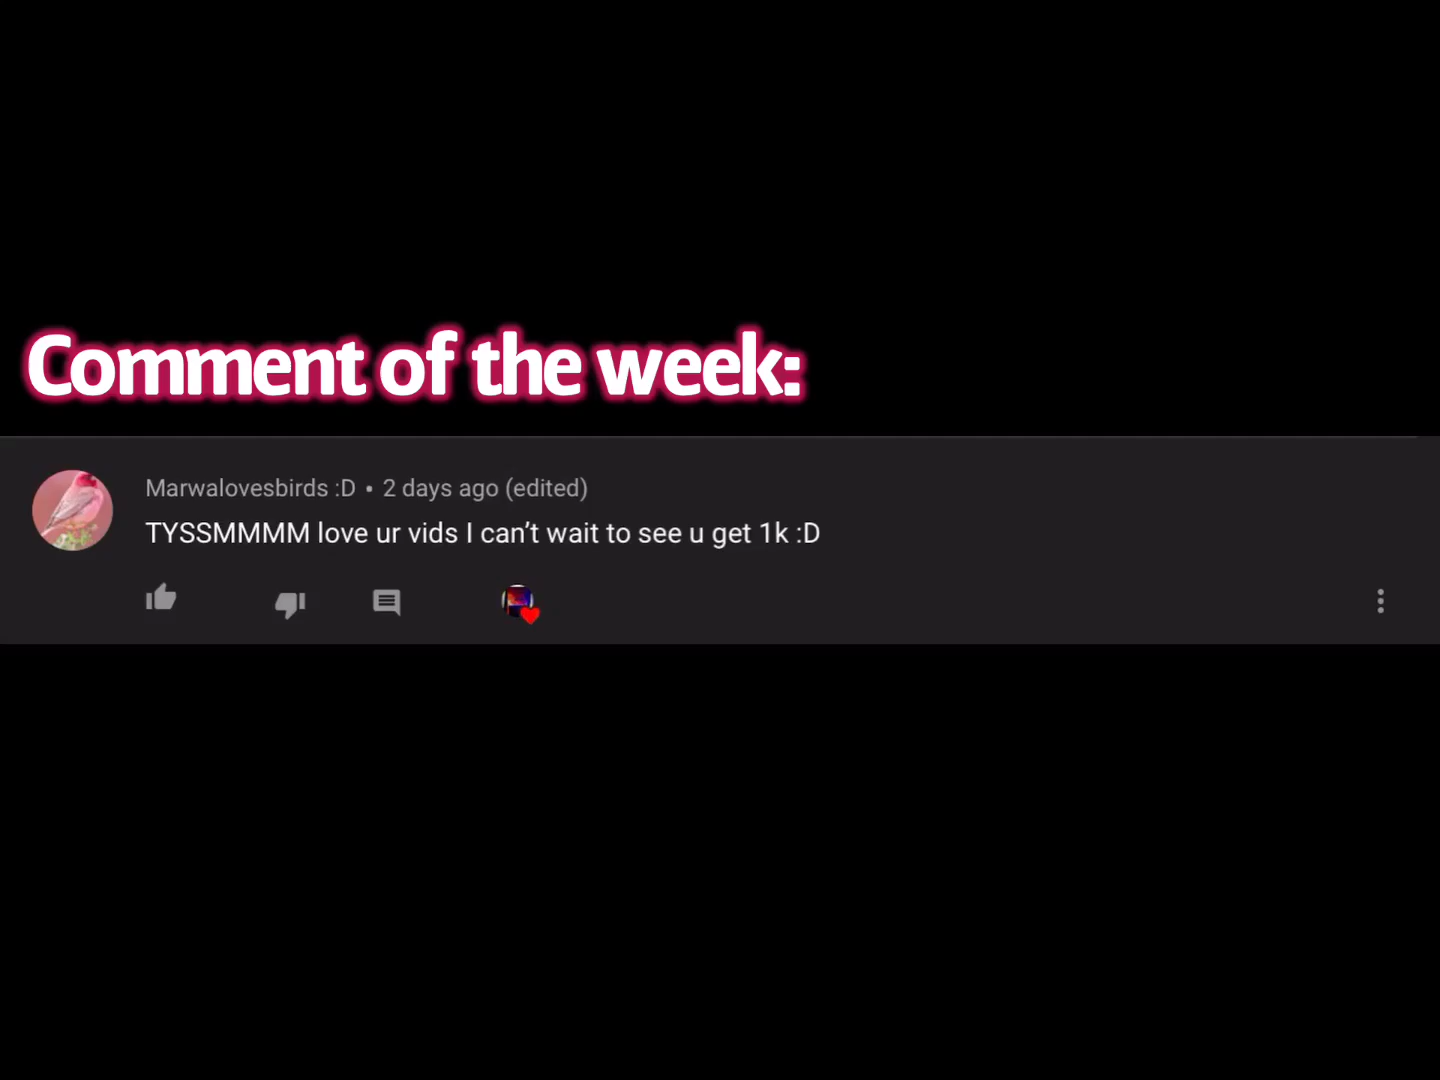 Comment of the week:
Marwalovesbirds :D • 2 days ago (edited)
TYSSMMMM love ur vids I can’t wait to see u get 1k :D